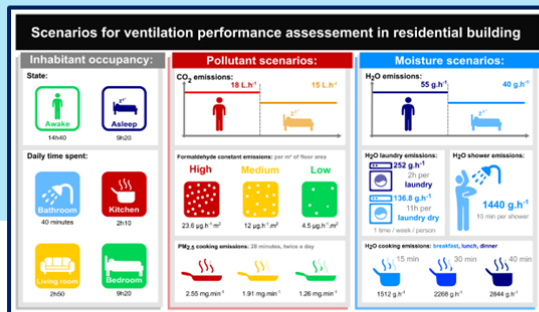 Scenarios for ventilation performance assessement in residential building
Inhabitant occupancy:
State:
Awake
14h40
Asleep
9h20
Daily time spent:
Bathroom
40 minutes
Kitchen
2h10
Living room
2h50
Bedroom
9h20
Pollutant scenarios:
CO2 emissions:
18 L.h-1
15 L.h-1
Formaldehyde constant emissions: per m² of floor area
High
Medium
Low
23.6 µg.h-1.m²
12 µg.h-1.m²
4.5 µg.h-1.m²
PM2.5 cooking emissions: 28 minutes, twice a day
2.55 mg.min-1
1.91 mg.min-1
1.26 mg.min-1
Moisture scenarios:
H2O emissions:
55 g.h-1
40 g.h-1
H2O laundry emissions:
252 g.h-1
2h per
laundry
136.8 g.h-1
11h per
laundry dry
1 time / week / person
H2O shower emissions:
1440 g.h-1
10 min per shower
H2O cooking emissions: breakfast, lunch, dinner
15 min
30 min
40 min
1512 g.h-1
2268 g.h-1
2844 g.h-1